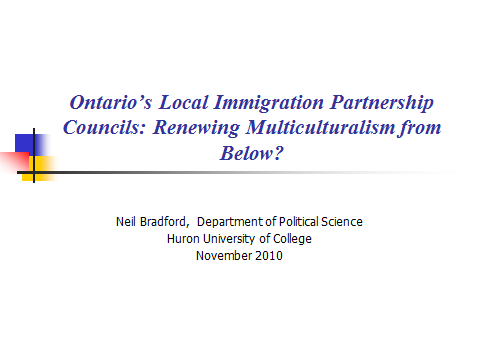 Ontario’s Local Immigration Partnership
Councils: Renewing Multiculturalism from
Below?
Neil Bradford, Department of Political Science
Huron University of College
November 2010